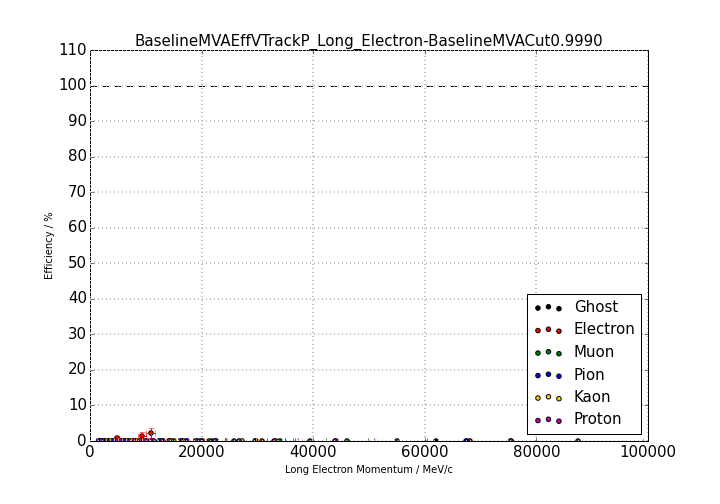 BaselineMVAEffVTrackP_Long_Electron-BaselineMVACut0.9990
110
100
90
80
70
60
50
40
30
20
10
0
Efficiency / %
Ghost
Electron
Muon
Pion
Kaon
Proton
0 20000 40000 60000 80000 100000
Long Electron Momentum / MeV/c